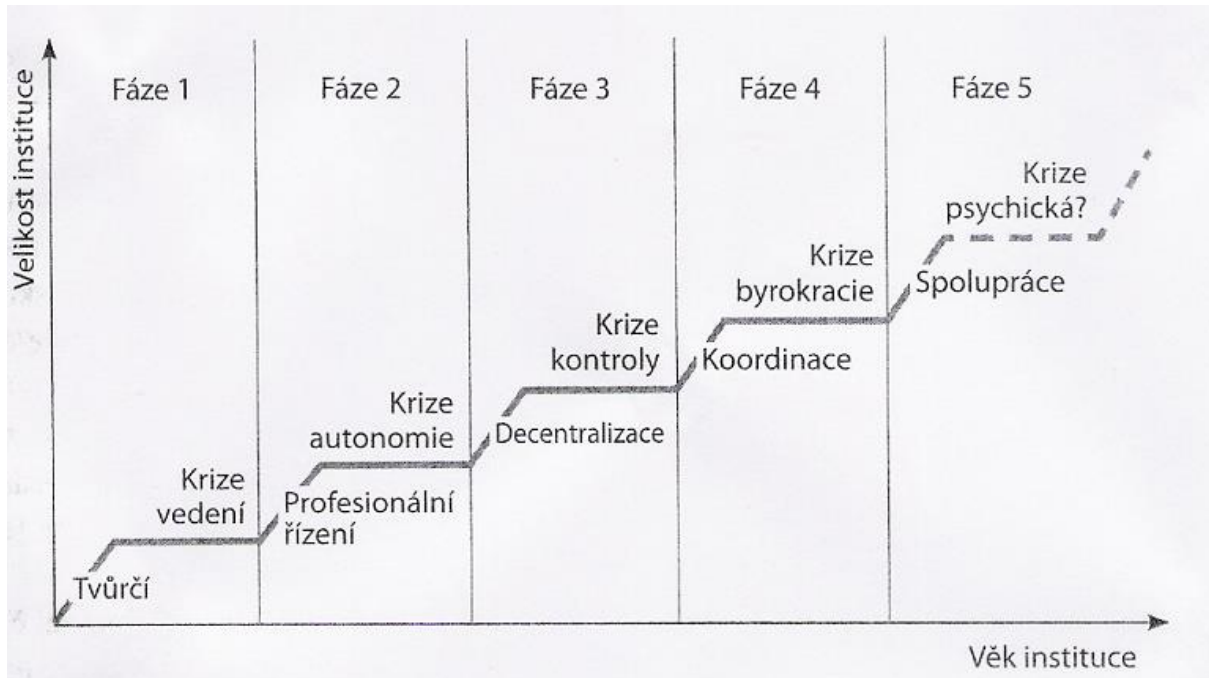 Velikost instituce
Fáze 1
Fáze 2
Fáze 3
Fáze 4
Fáze 5
Tvůrčí
Krize
vedení
Profesionální
řízení
Krize
autonomie
Decentralizace
Krize
kontroly
Koordinace
Krize
byrokracie
Spolupráce
Krize
psychická?
Věk instituce